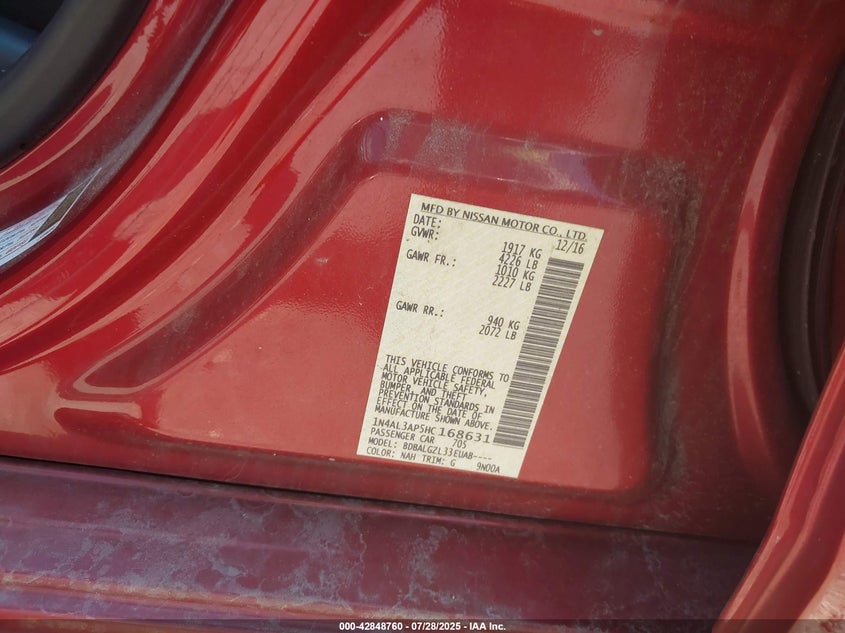 MFD BY NISSAN MOTOR CO., LTD.
DATE: 12/16
GVWR: 1917 KG
4226 LB
GAWR FR.: 1010 KG
2227 LB
GAWR RR.: 940 KG
2072 LB
THIS VEHICLE CONFORMS TO
ALL APPLICABLE FEDERAL
MOTOR VEHICLE SAFETY,
BUMPER, AND THEFT
PREVENTION STANDARDS IN
EFFECT ON THE DATE OF
MANUFACTURE SHOWN ABOVE.
1N4AL3AP5HC168631
PASSENGER CAR 705
MODEL: BDBALGZL33EUAB----
COLOR: NAH TRIM: G 9N00A
000-42848760 — 07/28/2025 — IAA Inc.